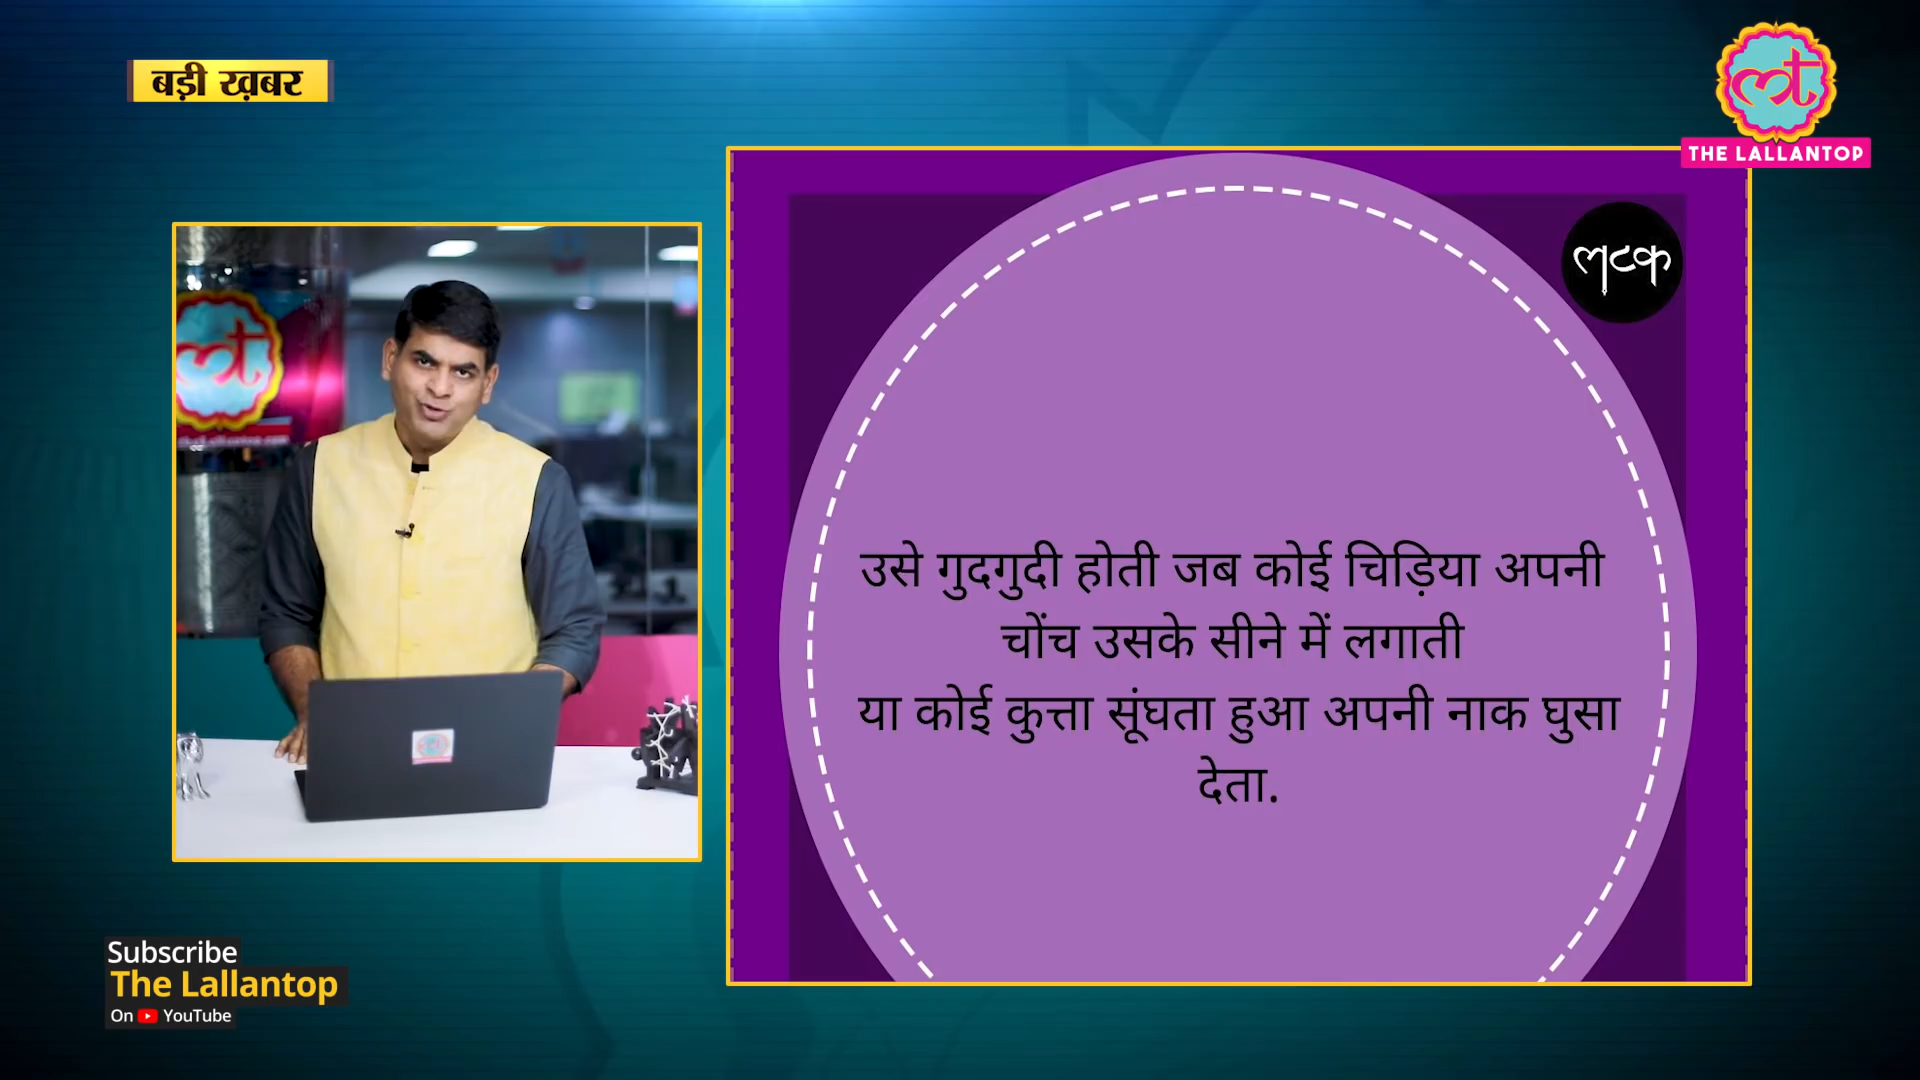 बड़ी ख़बर
THE LALLANTOP
लटक
उसे गुदगुदी होती जब कोई चिड़िया अपनी
चोंच उसके सीने में लगाती
या कोई कुत्ता सूंघता हुआ अपनी नाक घुसा
देता.
Subscribe
The Lallantop
On YouTube